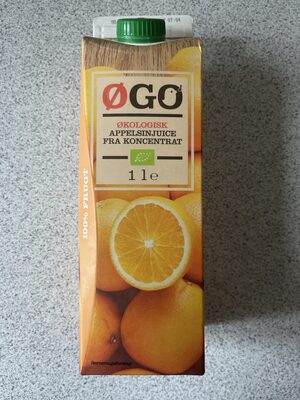 ØGO
ØKOLOGISK
APPELSINJUICE
FRA KONCENTRAT
1 l e
100% FRUGT